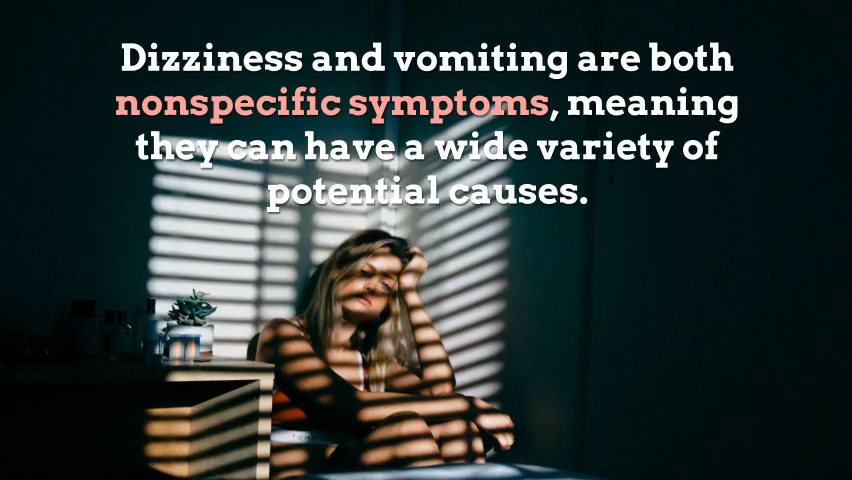 Dizziness and vomiting are both
nonspecific symptoms, meaning
they can have a wide variety of
potential causes.